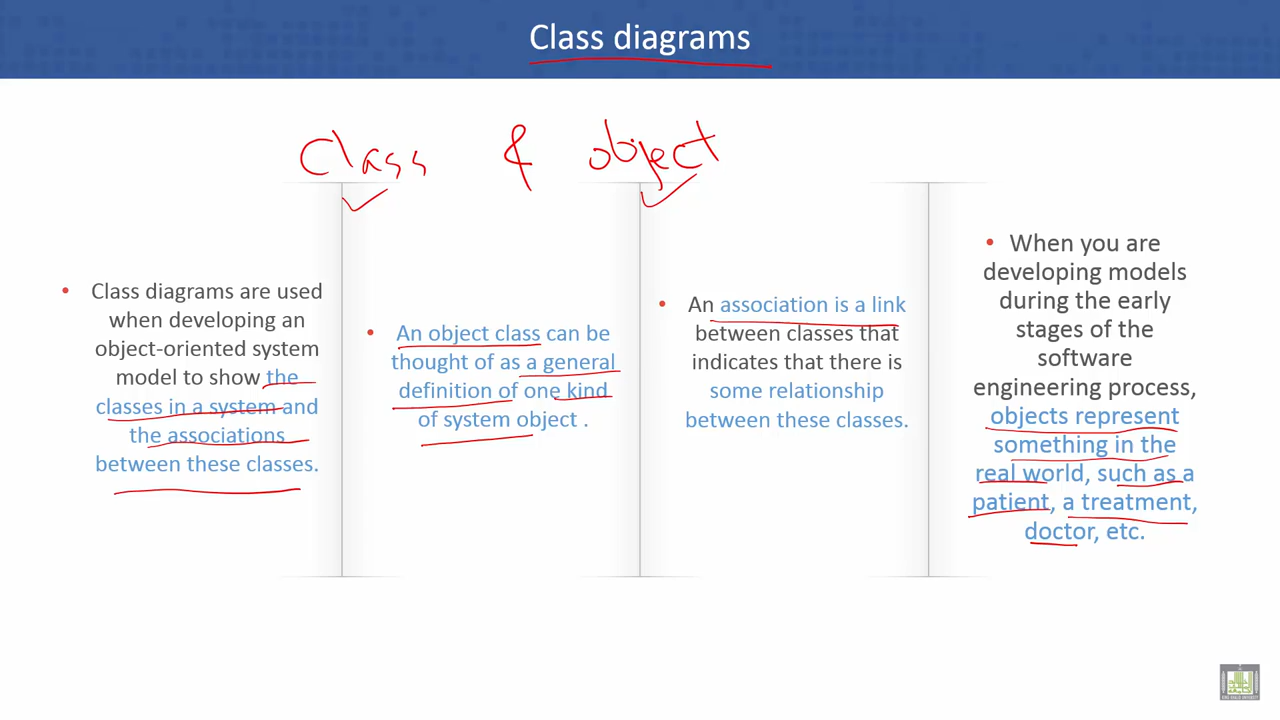 Class diagrams
Class & object
• Class diagrams are used
when developing an
object-oriented system
model to show the
classes in a system and
the associations
between these classes.
• An object class can be
thought of as a general
definition of one kind
of system object .
• An association is a link
between classes that
indicates that there is
some relationship
between these classes.
• When you are
developing models
during the early
stages of the
software
engineering process,
objects represent
something in the
real world, such as a
patient, a treatment,
doctor, etc.